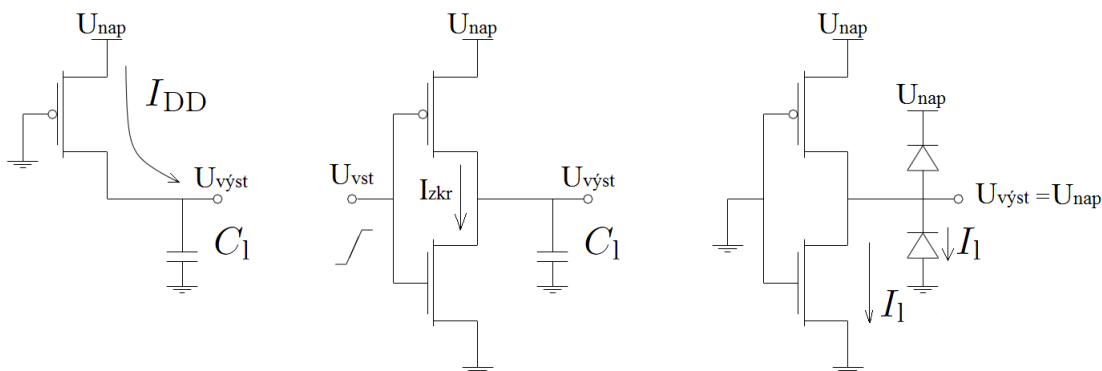 Unap
IDD
Uvýst
Cl
Unap
Uvst
Izkr
Uvýst
Cl
Unap
Unap
Uvýst =Unap
Il
Il